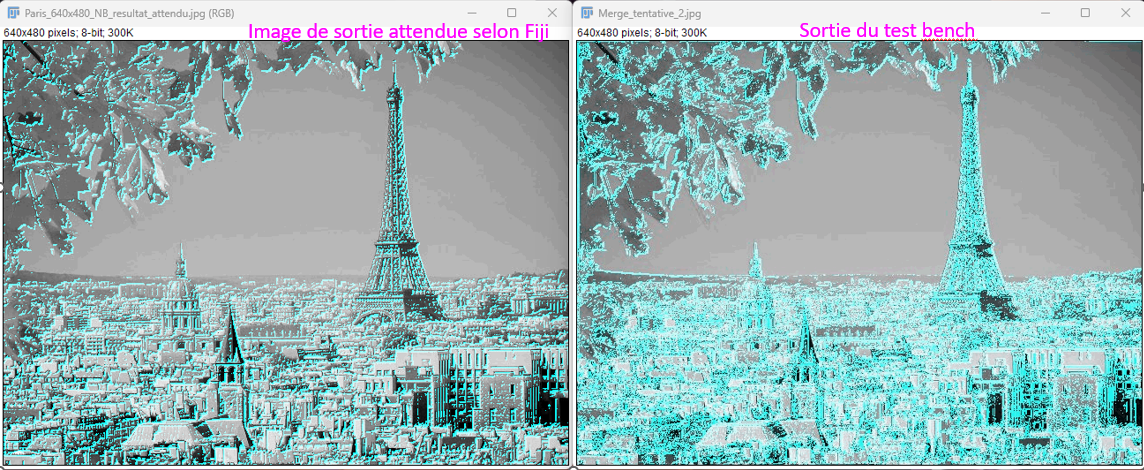 Paris_640x480_NB_resultat_attendu.jpg (RGB)
Image de sortie attendue selon Fiji
640x480 pixels; 8-bit; 300K
Merge_tentative_2.jpg
Sortie du test bench
640x480 pixels; 8-bit; 300K